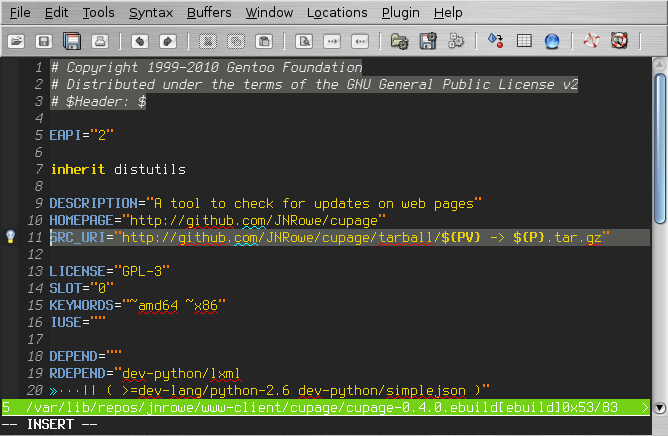 File Edit Tools Syntax Buffers Window Locations Plugin Help
1 # Copyright 1999-2010 Gentoo Foundation
2 # Distributed under the terms of the GNU General Public License v2
3 # $Header: $
4
5 EAPI="2"
6
7 inherit distutils
8
9 DESCRIPTION="A tool to check for updates on web pages"
10 HOMEPAGE="http://github.com/JNRowe/cupage"
11 SRC_URI="http://github.com/JNRowe/cupage/tarball/${PV} -> ${P}.tar.gz"
12
13 LICENSE="GPL-3"
14 SLOT="0"
15 KEYWORDS="~amd64 ~x86"
16 IUSE=""
17
18 DEPEND=""
19 RDEPEND="dev-python/lxml
20 »···|| ( >=dev-lang/python-2.6 dev-python/simplejson )"
5 /var/lib/repos/jnrowe/www-client/cupage/cupage-0.4.0.ebuild[ebuild]0x53/83 >
-- INSERT --